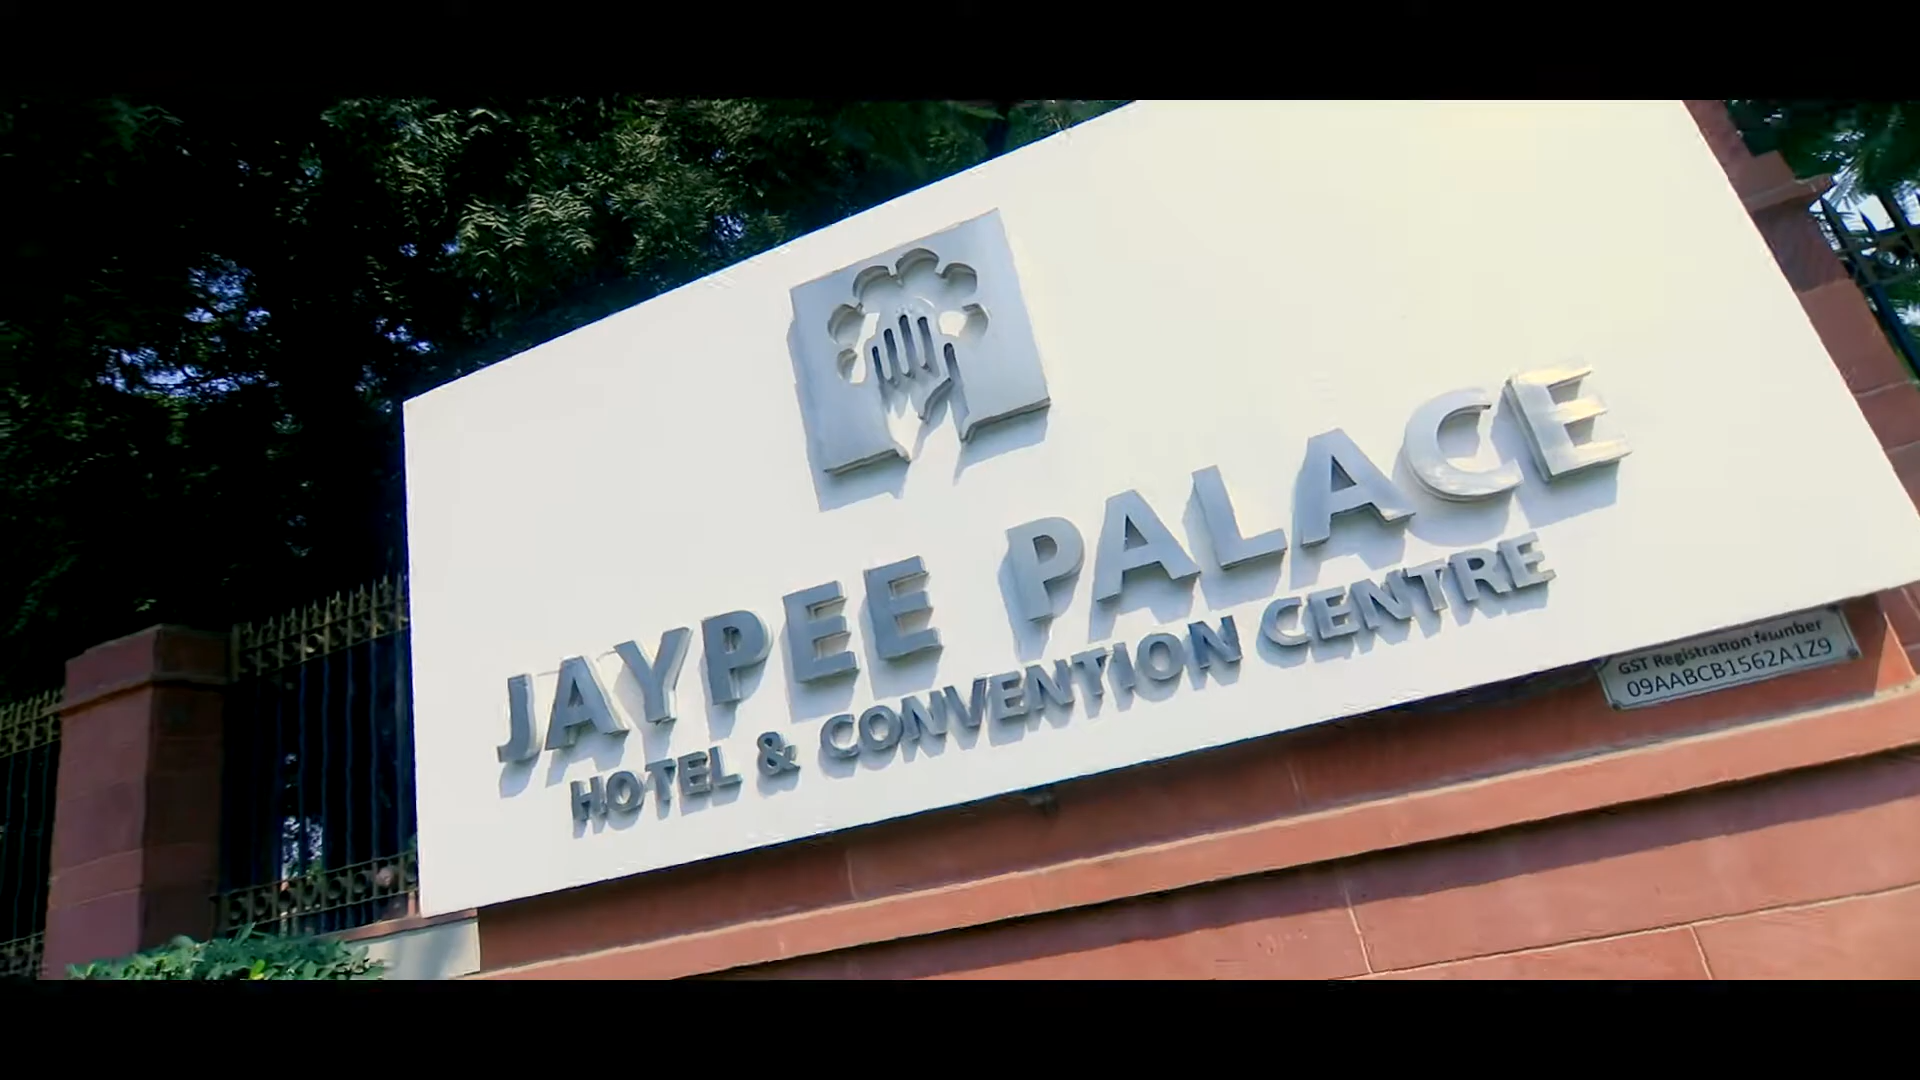 JAYPEE PALACE
HOTEL & CONVENTION CENTRE
GST Registration Number
09AABCB1562A1Z9